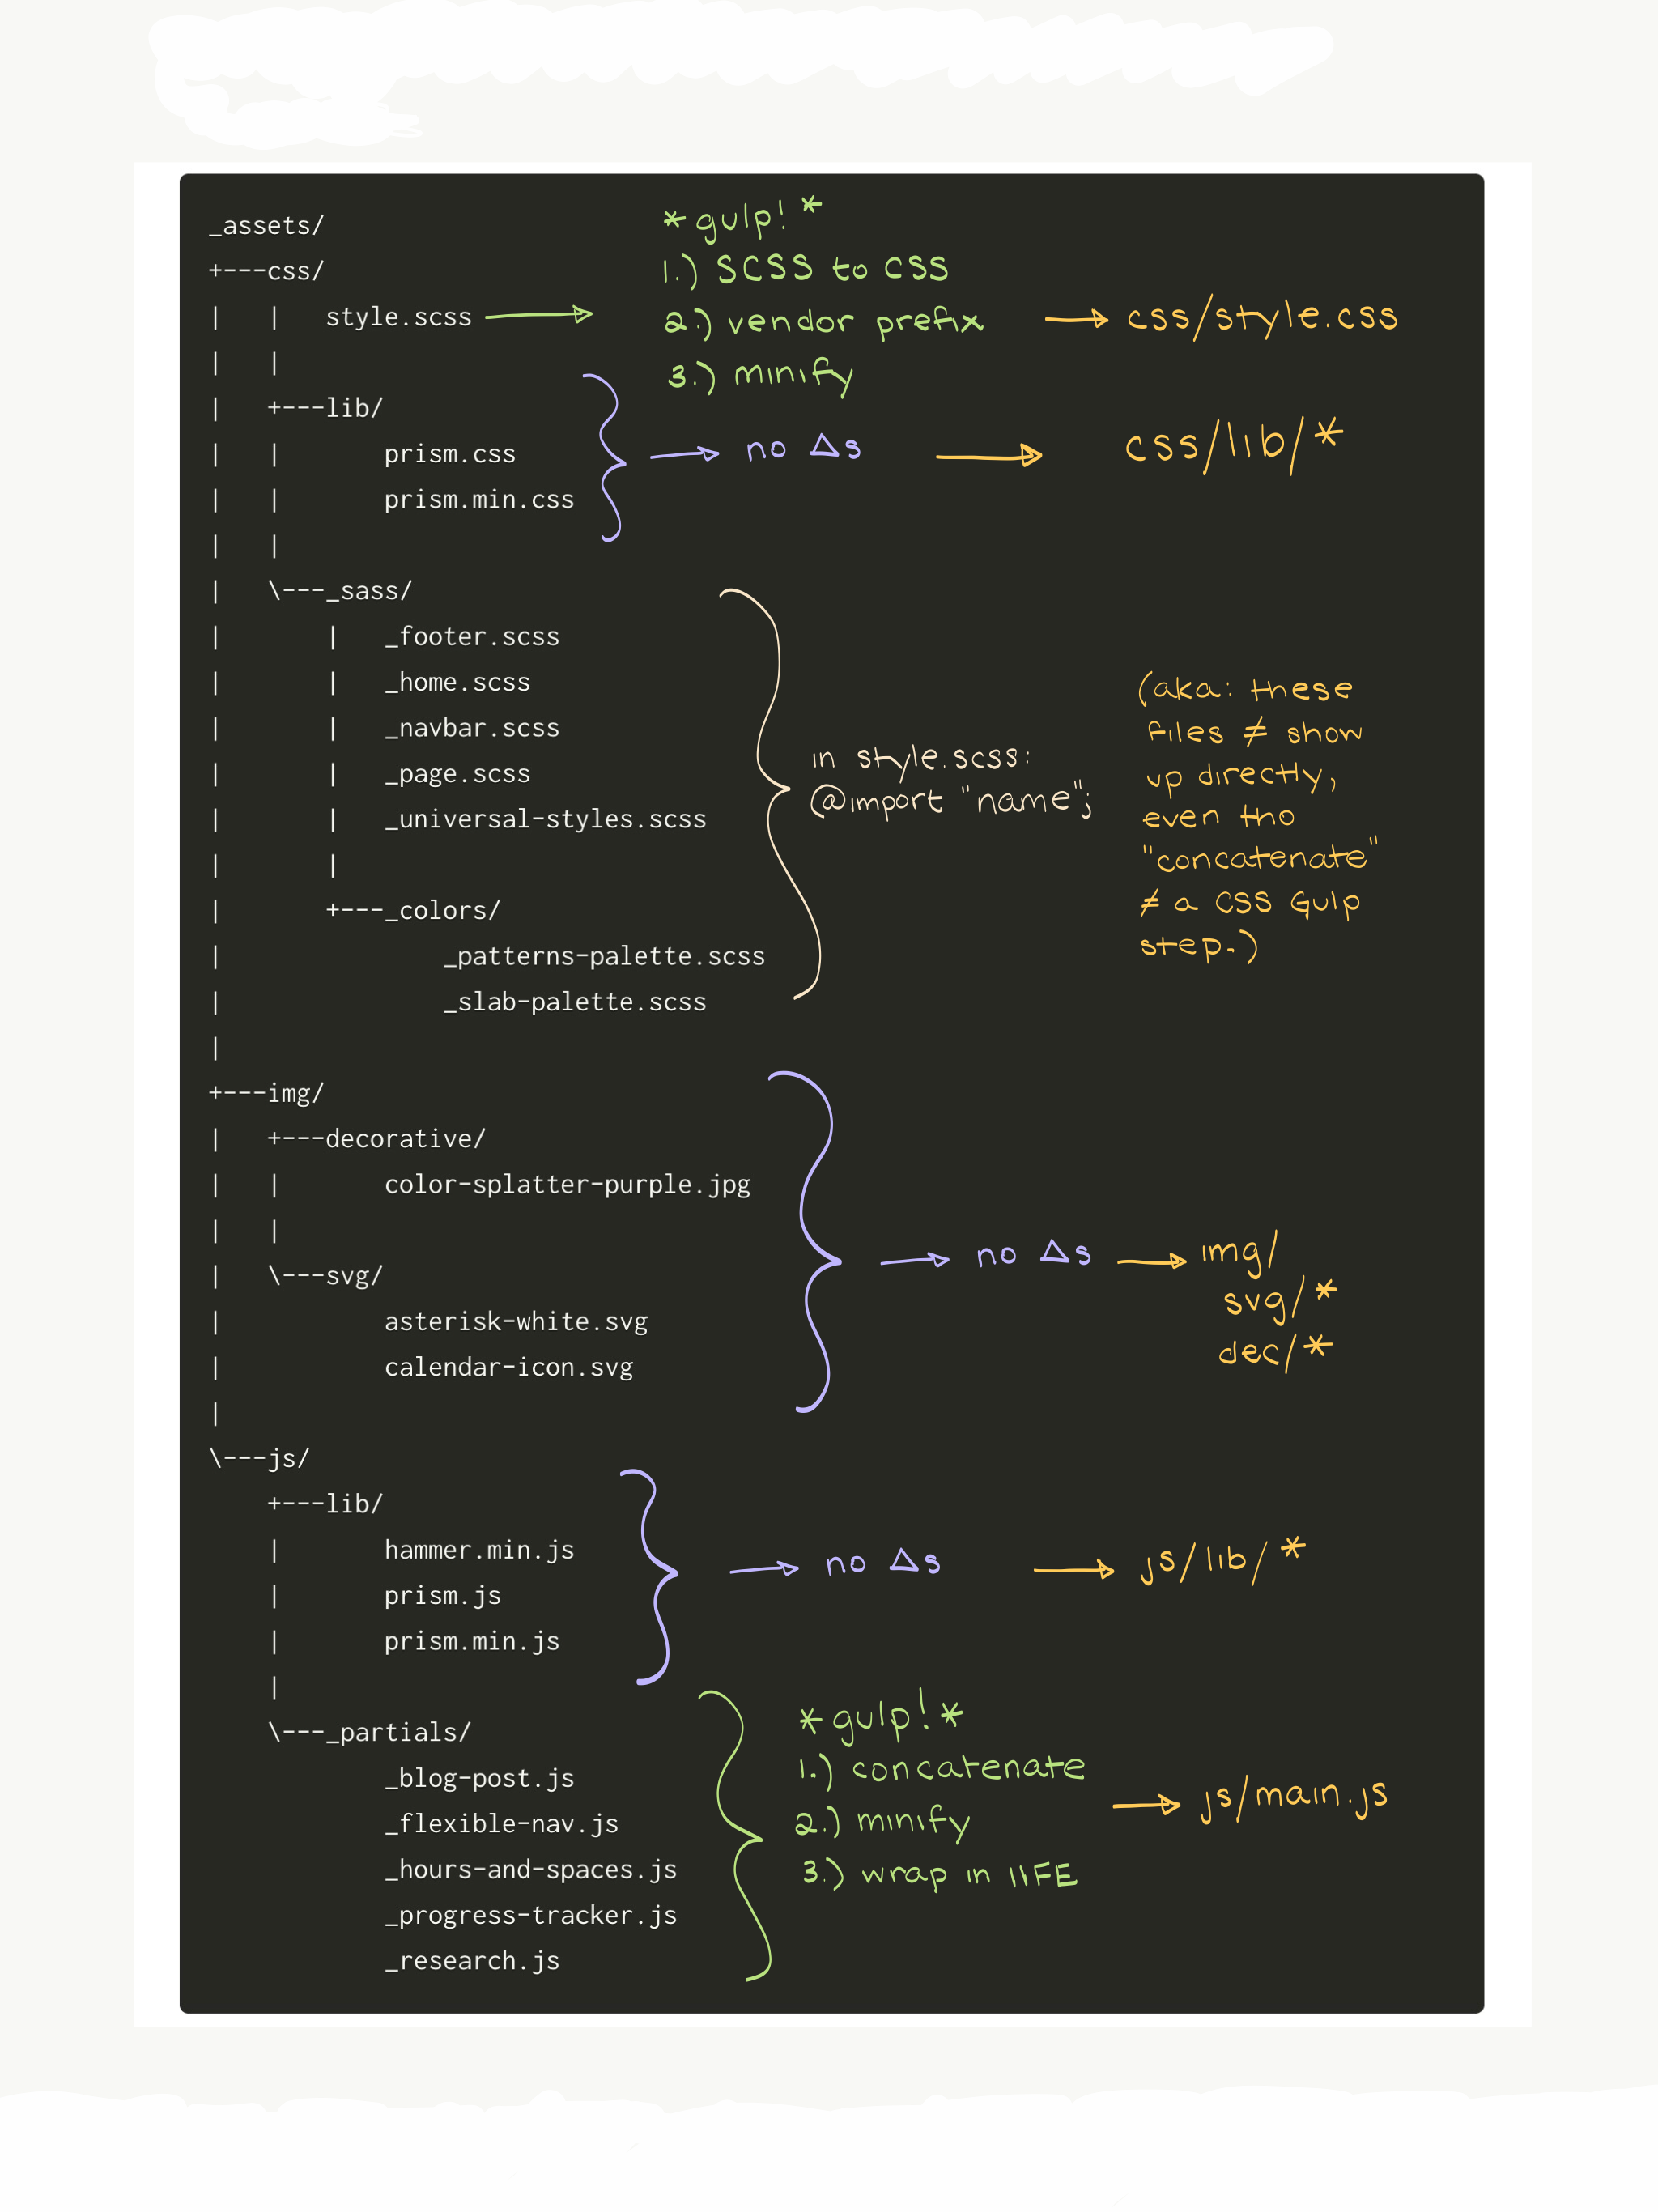 _assets/ *gulp!*
+---css/ 1.) SCSS to CSS
|   |   style.scss → 2.) vendor prefix → css/style.css
|   | 3.) minify
|   +---lib/
|   |       prism.css → no Δs → css/lib/*
|   |       prism.min.css
|   |
|   \---_sass/
|       |   _footer.scss
|       |   _home.scss
|       |   _navbar.scss
|       |   _page.scss
|       |   _universal-styles.scss
|       |
|       +---_colors/
|               _patterns-palette.scss
|               _slab-palette.scss
|
in style.scss:
@import "name";
(aka: these
files ≠ show
up directly,
even tho
"concatenate"
≠ a CSS Gulp
step.)
+---img/
|   +---decorative/
|   |       color-splatter-purple.jpg
|   |
|   \---svg/
|           asterisk-white.svg
|           calendar-icon.svg
|
→ no Δs → img/
svg/*
dec/*
\---js/
    +---lib/
    |       hammer.min.js
    |       prism.js
    |       prism.min.js
    |
→ no Δs → js/lib/*
    \---_partials/
            _blog-post.js
            _flexible-nav.js
            _hours-and-spaces.js
            _progress-tracker.js
            _research.js
*gulp!*
1.) concatenate
2.) minify → js/main.js
3.) wrap in IIFE